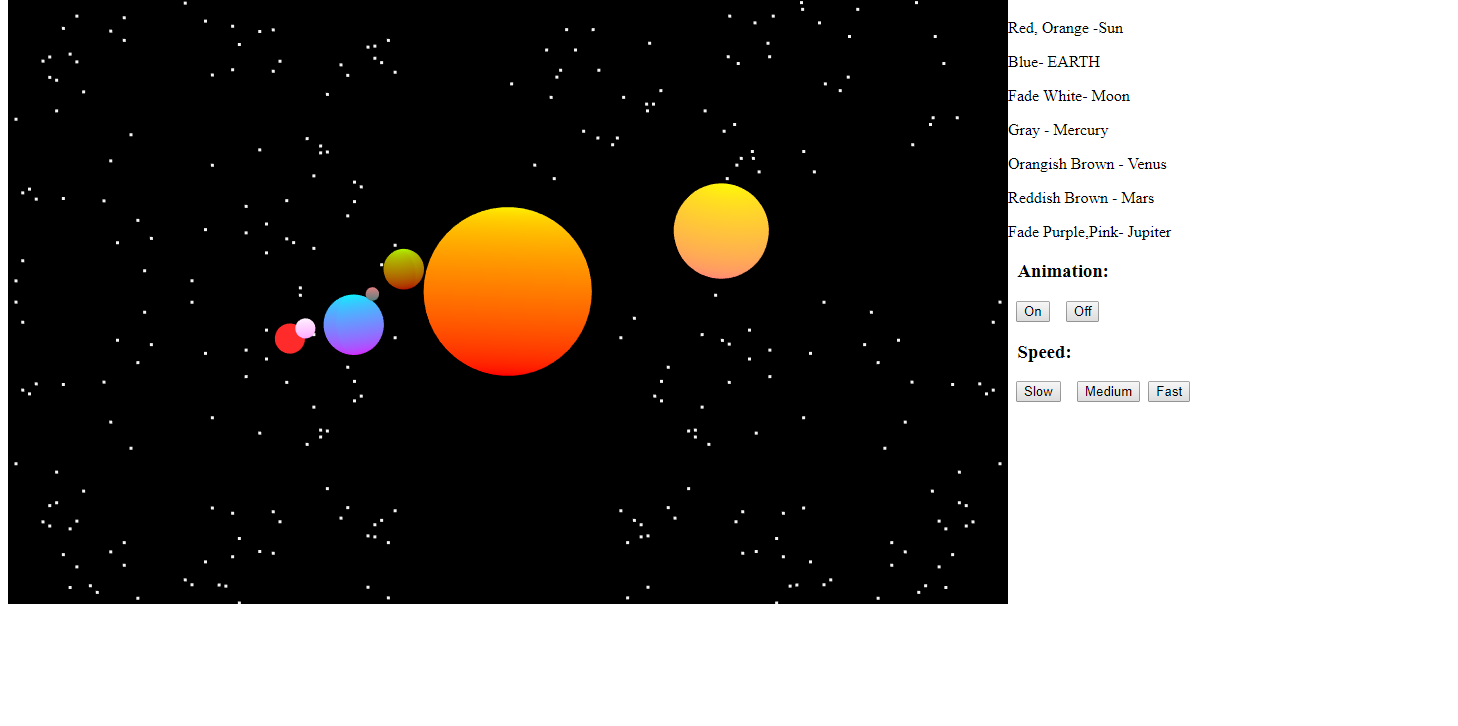 Red, Orange -Sun
Blue- EARTH
Fade White- Moon
Gray - Mercury
Orangish Brown - Venus
Reddish Brown - Mars
Fade Purple,Pink- Jupiter
Animation:
On Off
Speed:
Slow Medium Fast